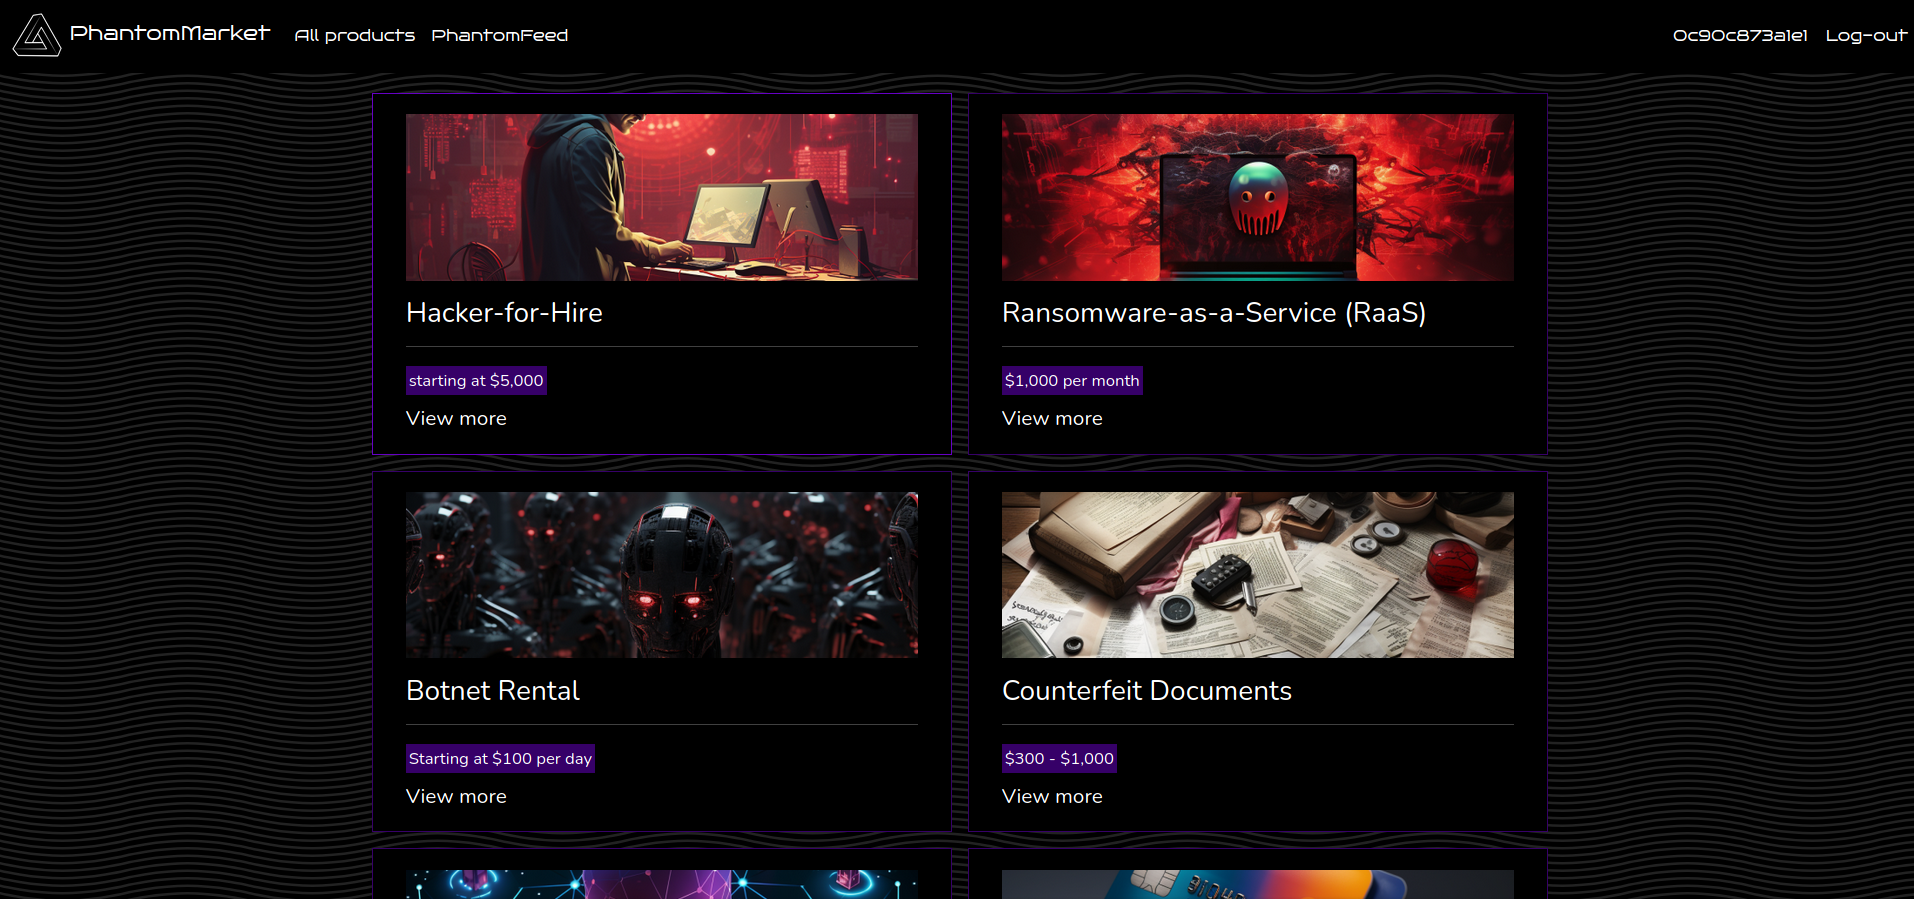 PhantomMarket All products PhantomFeed 0c90c873a1e1 Log-out
Hacker-for-Hire
starting at $5,000
View more
Ransomware-as-a-Service (RaaS)
$1,000 per month
View more
Botnet Rental
Starting at $100 per day
View more
Counterfeit Documents
$300 - $1,000
View more